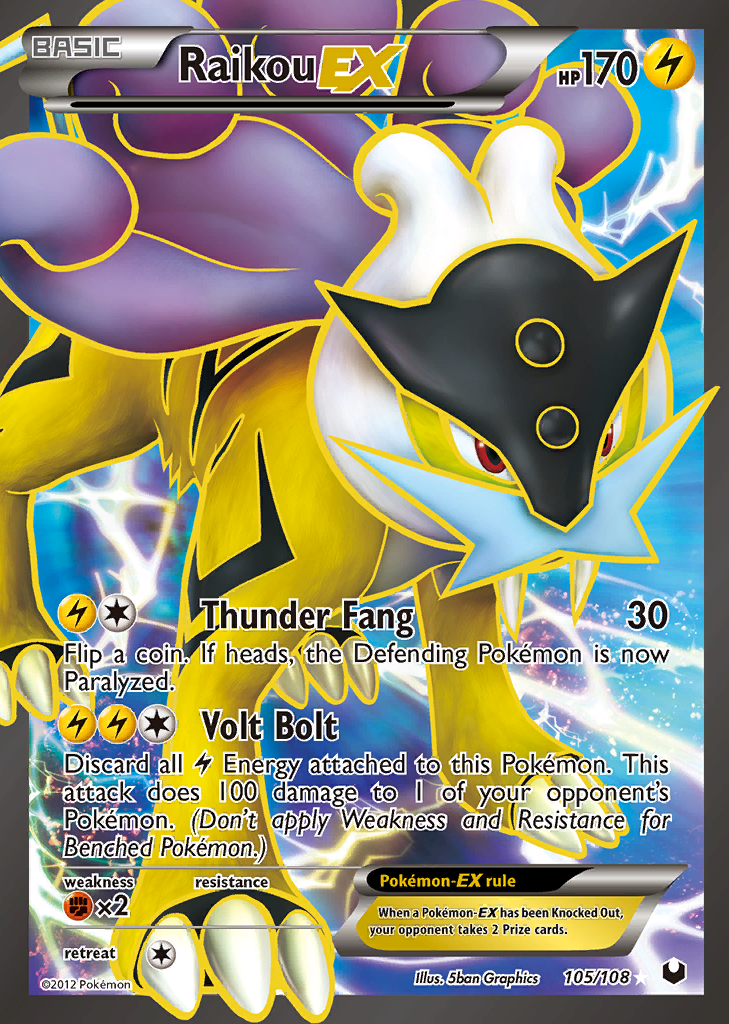 BASIC
Raikou EX
HP 170
Thunder Fang 30
Flip a coin. If heads, the Defending Pokémon is now
Paralyzed.
Volt Bolt
Discard all Energy attached to this Pokémon. This
attack does 100 damage to 1 of your opponent's
Pokémon. (Don't apply Weakness and Resistance for
Benched Pokémon.)
weakness resistance
×2
retreat
Pokémon-EX rule
When a Pokémon-EX has been Knocked Out,
your opponent takes 2 Prize cards.
©2012 Pokémon
Illus. 5ban Graphics 105/108